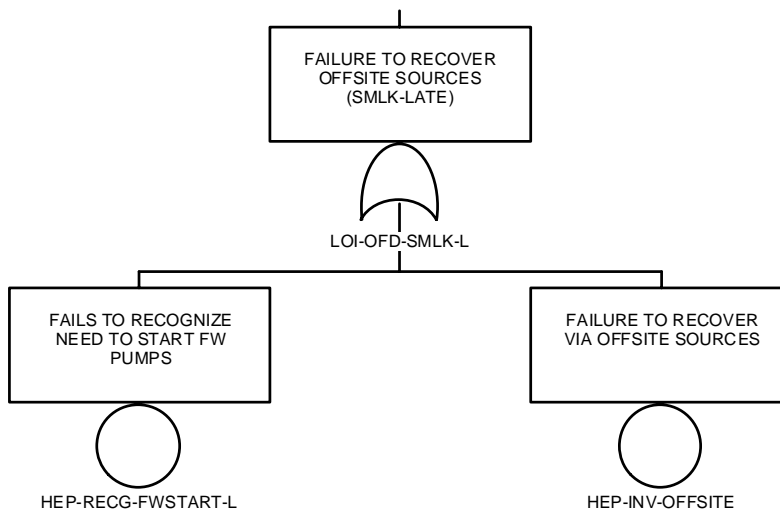 FAILURE TO RECOVER
OFFSITE SOURCES
(SMLK-LATE)
LOI-OFD-SMLK-L
FAILS TO RECOGNIZE
NEED TO START FW
PUMPS
HEP-RECG-FWSTART-L
FAILURE TO RECOVER
VIA OFFSITE SOURCES
HEP-INV-OFFSITE